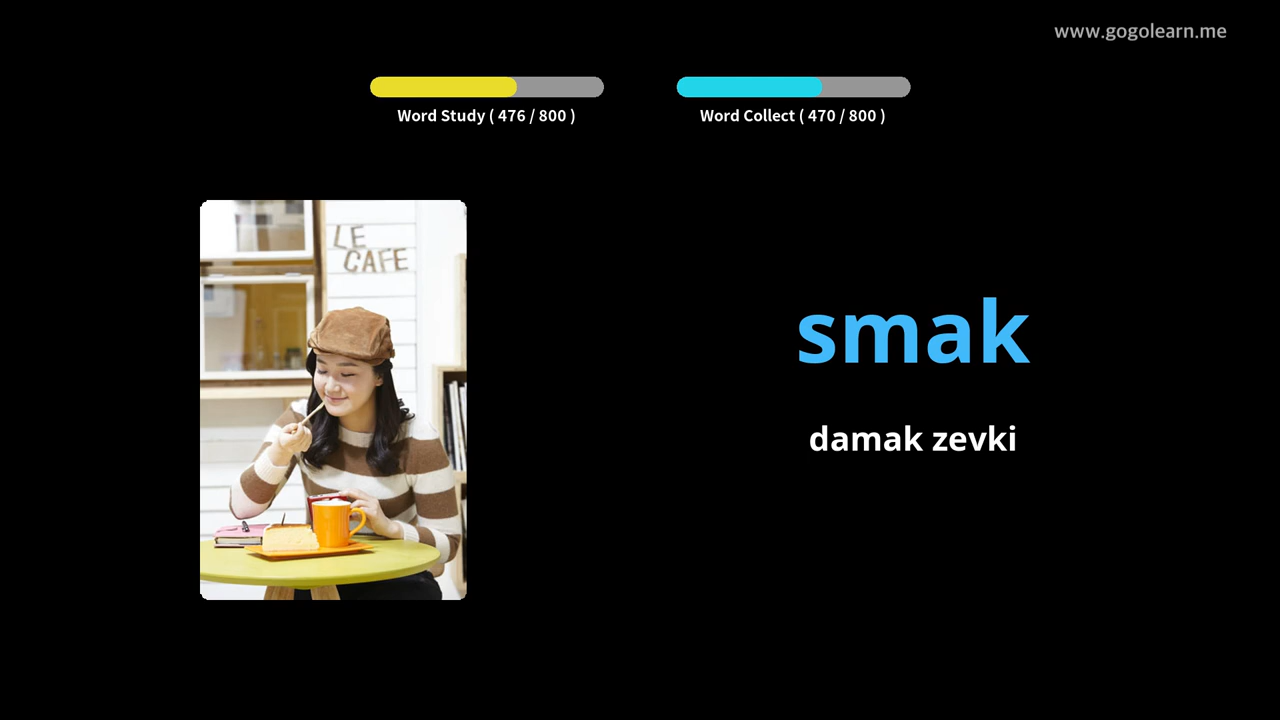 www.gogolearn.me
Word Study ( 476 / 800 )
Word Collect ( 470 / 800 )
LE
CAFE
smak
damak zevki